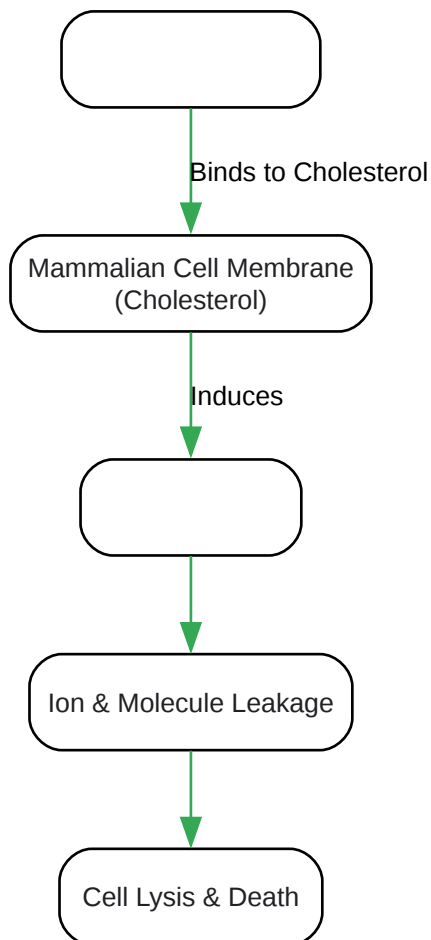 Binds to Cholesterol
Mammalian Cell Membrane
(Cholesterol)
Induces
Ion & Molecule Leakage
Cell Lysis & Death